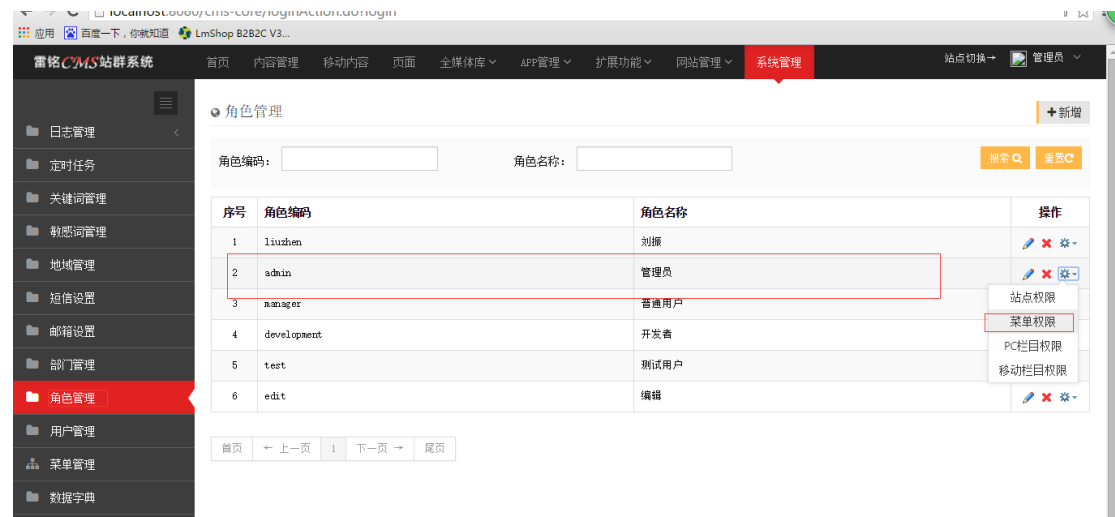 localhost:8080/cms-core/loginAction.do?login
应用 百度一下，你就知道 LmShop B2B2C V3...
雷铭CMS站群系统 首页 内容管理 移动内容 页面 全媒体库 APP管理 扩展功能 网站管理 系统管理 站点切换→ 管理员
角色管理 +新增
日志管理
定时任务
角色编码： 角色名称： 搜索 重置
关键词管理
序号 角色编码 角色名称 操作
敏感词管理
1 liuzhen 刘振
地域管理
2 admin 管理员
短信设置
3 manager 普通用户
站点权限
邮箱设置
4 development 开发者
菜单权限
部门管理
5 test 测试用户
PC栏目权限
移动栏目权限
角色管理
6 edit 编辑
用户管理
首页 ← 上一页 1 下一页 → 尾页
菜单管理
数据字典